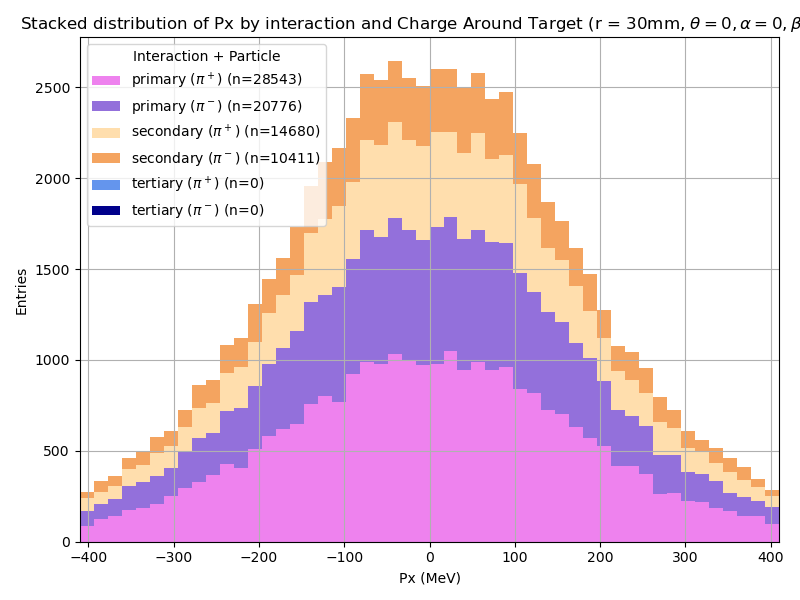 Stacked distribution of Px by interaction and Charge Around Target (r = 30mm, θ = 0, α = 0, β
Interaction + Particle
primary (π⁺) (n=28543)
primary (π⁻) (n=20776)
secondary (π⁺) (n=14680)
secondary (π⁻) (n=10411)
tertiary (π⁺) (n=0)
tertiary (π⁻) (n=0)
Entries
2500
2000
1500
1000
500
0
−400 −300 −200 −100 0 100 200 300 400
Px (MeV)